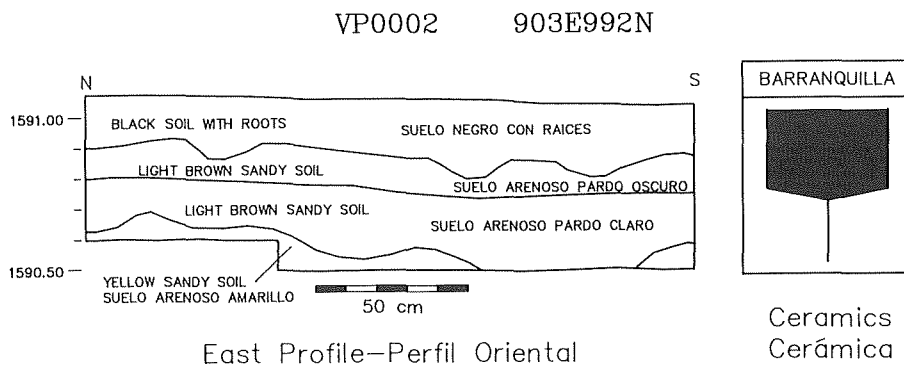 VP0002 903E992N
N S
BARRANQUILLA
1591.00
BLACK SOIL WITH ROOTS SUELO NEGRO CON RAICES
LIGHT BROWN SANDY SOIL
SUELO ARENOSO PARDO OSCURO
LIGHT BROWN SANDY SOIL
SUELO ARENOSO PARDO CLARO
1590.50
YELLOW SANDY SOIL
SUELO ARENOSO AMARILLO
50 cm
East Profile-Perfil Oriental
Ceramics
Cerámica